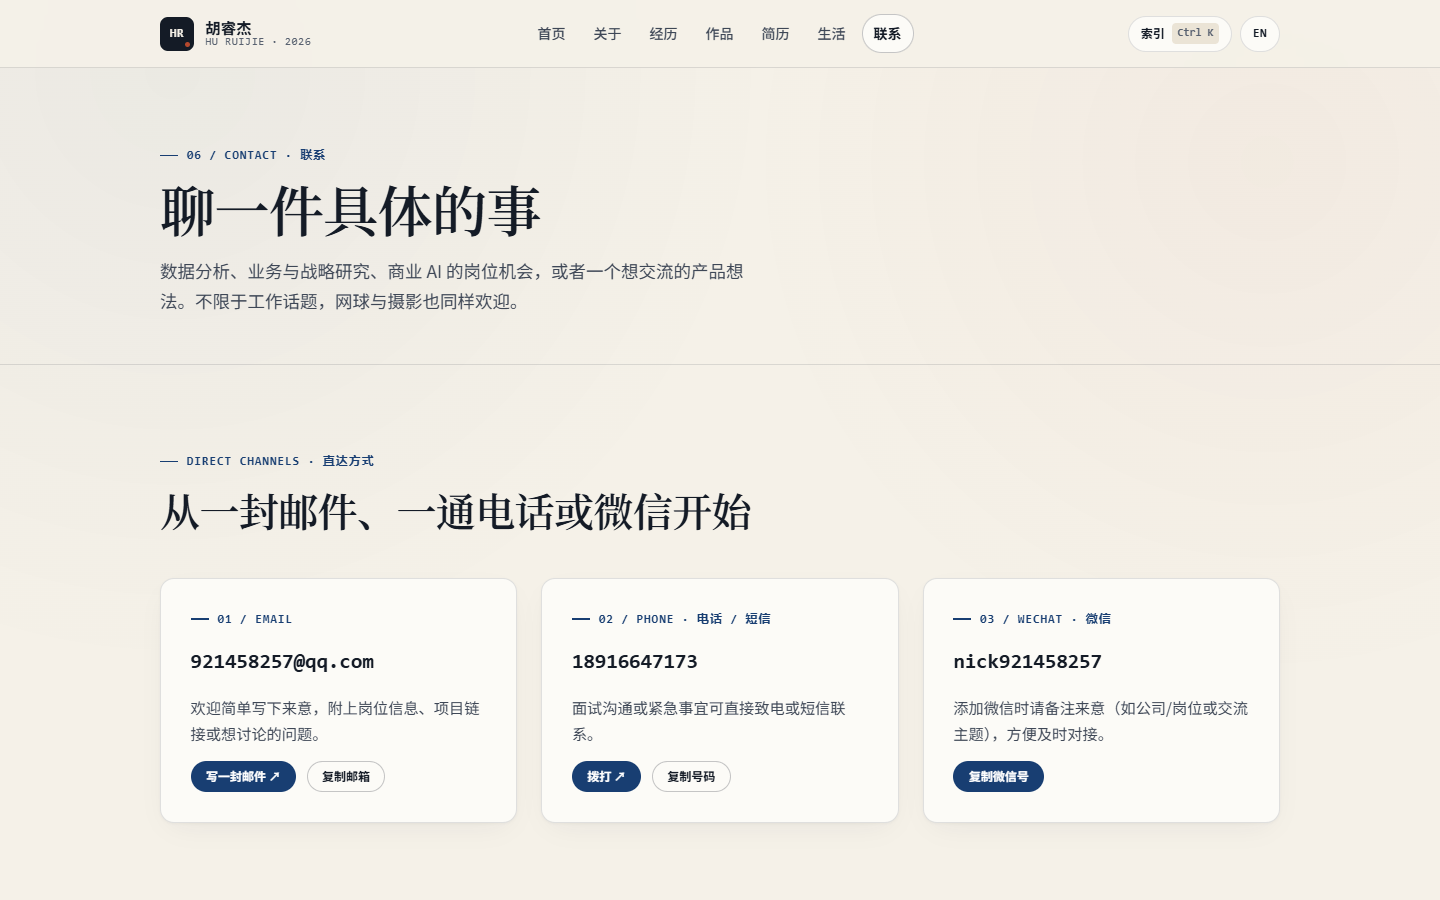 HR
胡睿杰
HU RUIJIE · 2026
首页 关于 经历 作品 简历 生活 联系
索引 Ctrl K
EN
06 / CONTACT · 联系
聊一件具体的事
数据分析、业务与战略研究、商业 AI 的岗位机会，或者一个想交流的产品想
法。不限于工作话题，网球与摄影也同样欢迎。
DIRECT CHANNELS · 直达方式
从一封邮件、一通电话或微信开始
01 / EMAIL
921458257@qq.com
欢迎简单写下来意，附上岗位信息、项目链
接或想讨论的问题。
写一封邮件 ↗ 复制邮箱
02 / PHONE · 电话 / 短信
18916647173
面试沟通或紧急事宜可直接致电或短信联
系。
拨打 ↗ 复制号码
03 / WECHAT · 微信
nick921458257
添加微信时请备注来意（如公司/岗位或交流
主题），方便及时对接。
复制微信号